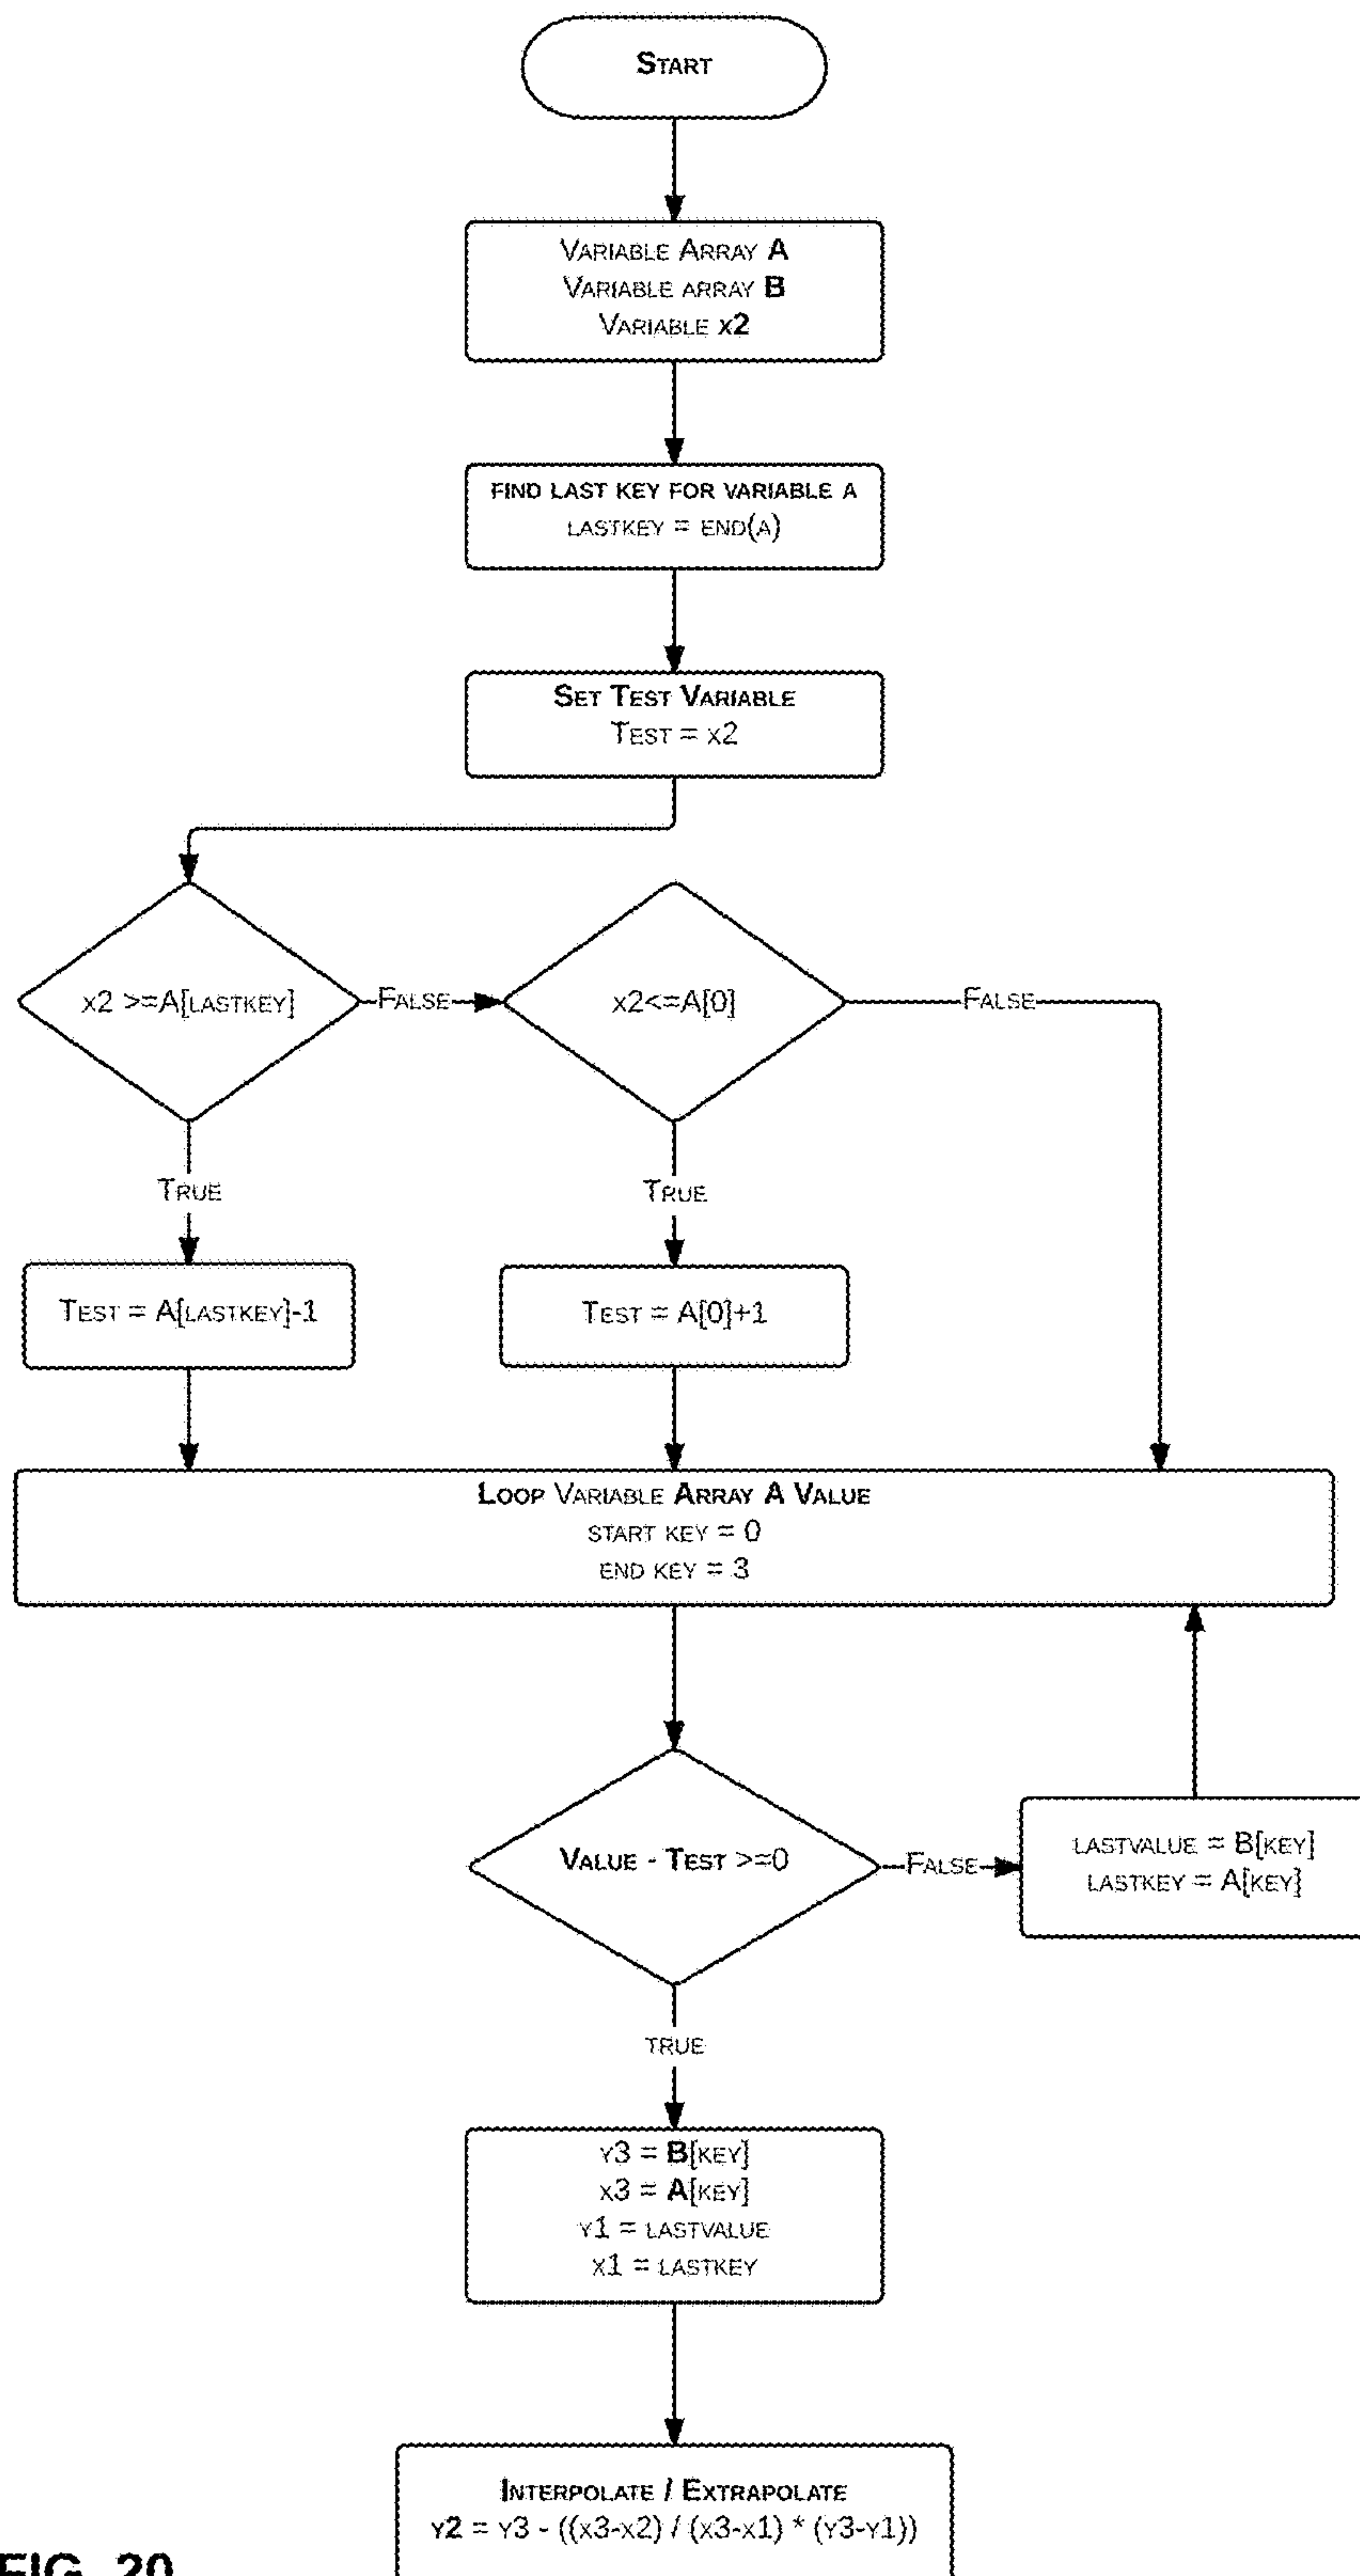 Start
Variable Array A
Variable array B
Variable x2
find last key for variable a
lastkey = end(a)
Set Test Variable
Test = x2
x2 >=A[lastkey]
False
x2<=A[0]
False
True
True
Test = A[lastkey]-1
Test = A[0]+1
Loop Variable Array A Value
start key = 0
end key = 3
Value - Test >=0
False
lastvalue = B[key]
lastkey = A[key]
true
y3 = B[key]
x3 = A[key]
y1 = lastvalue
x1 = lastkey
Interpolate / Extrapolate
y2 = y3 - ((x3-x2) / (x3-x1) * (y3-y1))
FIG. 20